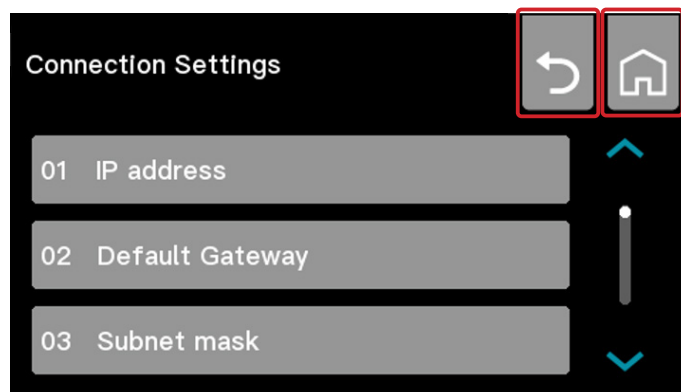 Connection Settings
01 IP address
02 Default Gateway
03 Subnet mask